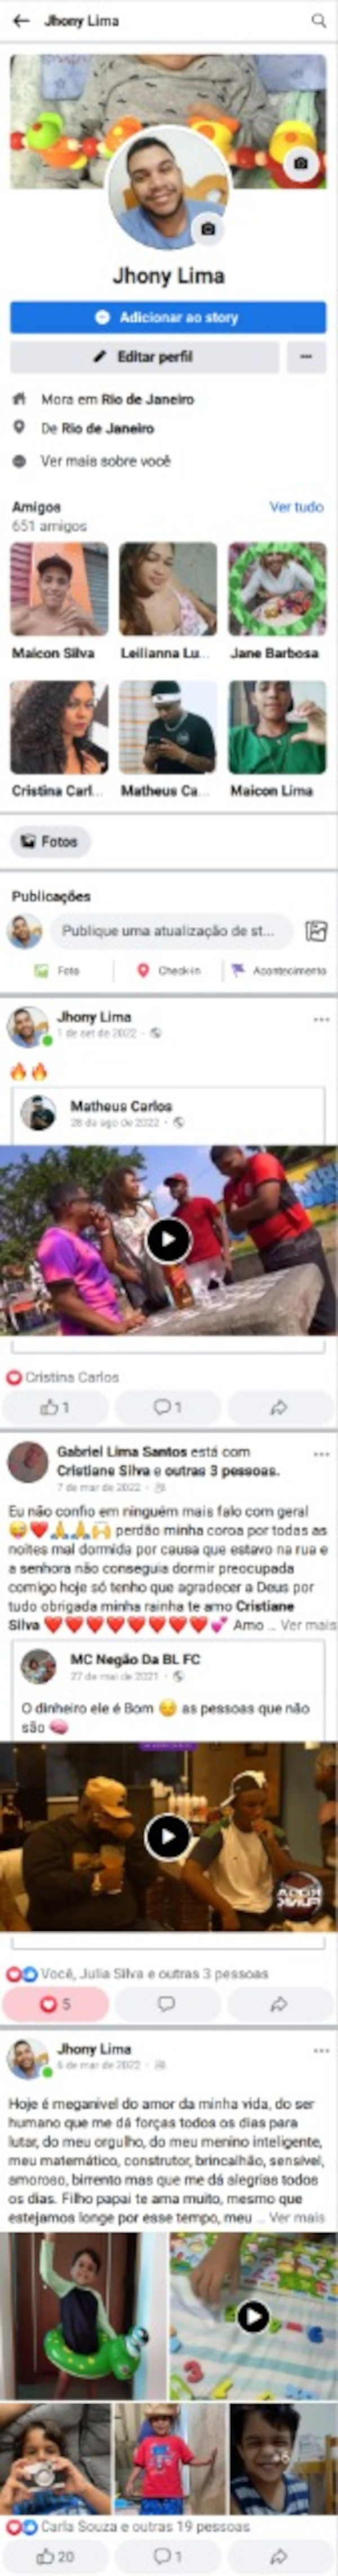 Jhony Lima
Jhony Lima
Adicionar ao story
Editar perfil
Mora em Rio de Janeiro
De Rio de Janeiro
Ver mais sobre você
Amigos
Ver tudo
651 amigos
Maicon Silva
Leilianna Lu...
Jane Barbosa
Cristina Carl...
Matheus Ca...
Maicon Lima
Fotos
Publicações
Publique uma atualização de st...
Foto
Check-in
Acontecimento
Jhony Lima
1 de set de 2022
🔥🔥
Matheus Carlos
28 de ago de 2022
Cristina Carlos
1
1
Gabriel Lima Santos está com
Cristiane Silva e outras 3 pessoas.
7 de mar de 2022
Eu não confio em ninguém mais falo com geral
😜❤️🙏🙏🙌 perdão minha coroa por todas as
noites mal dormida por causa que estavo na rua e
a senhora não conseguia dormir preocupada
comigo hoje só tenho que agradecer a Deus por
tudo obrigada minha rainha te amo Cristiane
Silva ❤️❤️❤️❤️❤️❤️❤️❤️❤️💕 Amo ... Ver mais
MC Negão Da BL FC
27 de mai de 2021
O dinheiro ele é Bom 😔 as pessoas que não
são 🧠
Você, Julia Silva e outras 3 pessoas
5
Jhony Lima
6 de mar de 2022
Hoje é meganivel do amor da minha vida, do ser
humano que me dá forças todos os dias para
lutar, do meu orgulho, do meu menino inteligente,
meu matemático, construtor, brincalhão, sensível,
amoroso, birrento mas que me dá alegrias todos
os dias. Filho papai te ama muito, mesmo que
estejamos longe por esse tempo, meu ... Ver mais
+6
Carla Souza e outras 19 pessoas
20
1